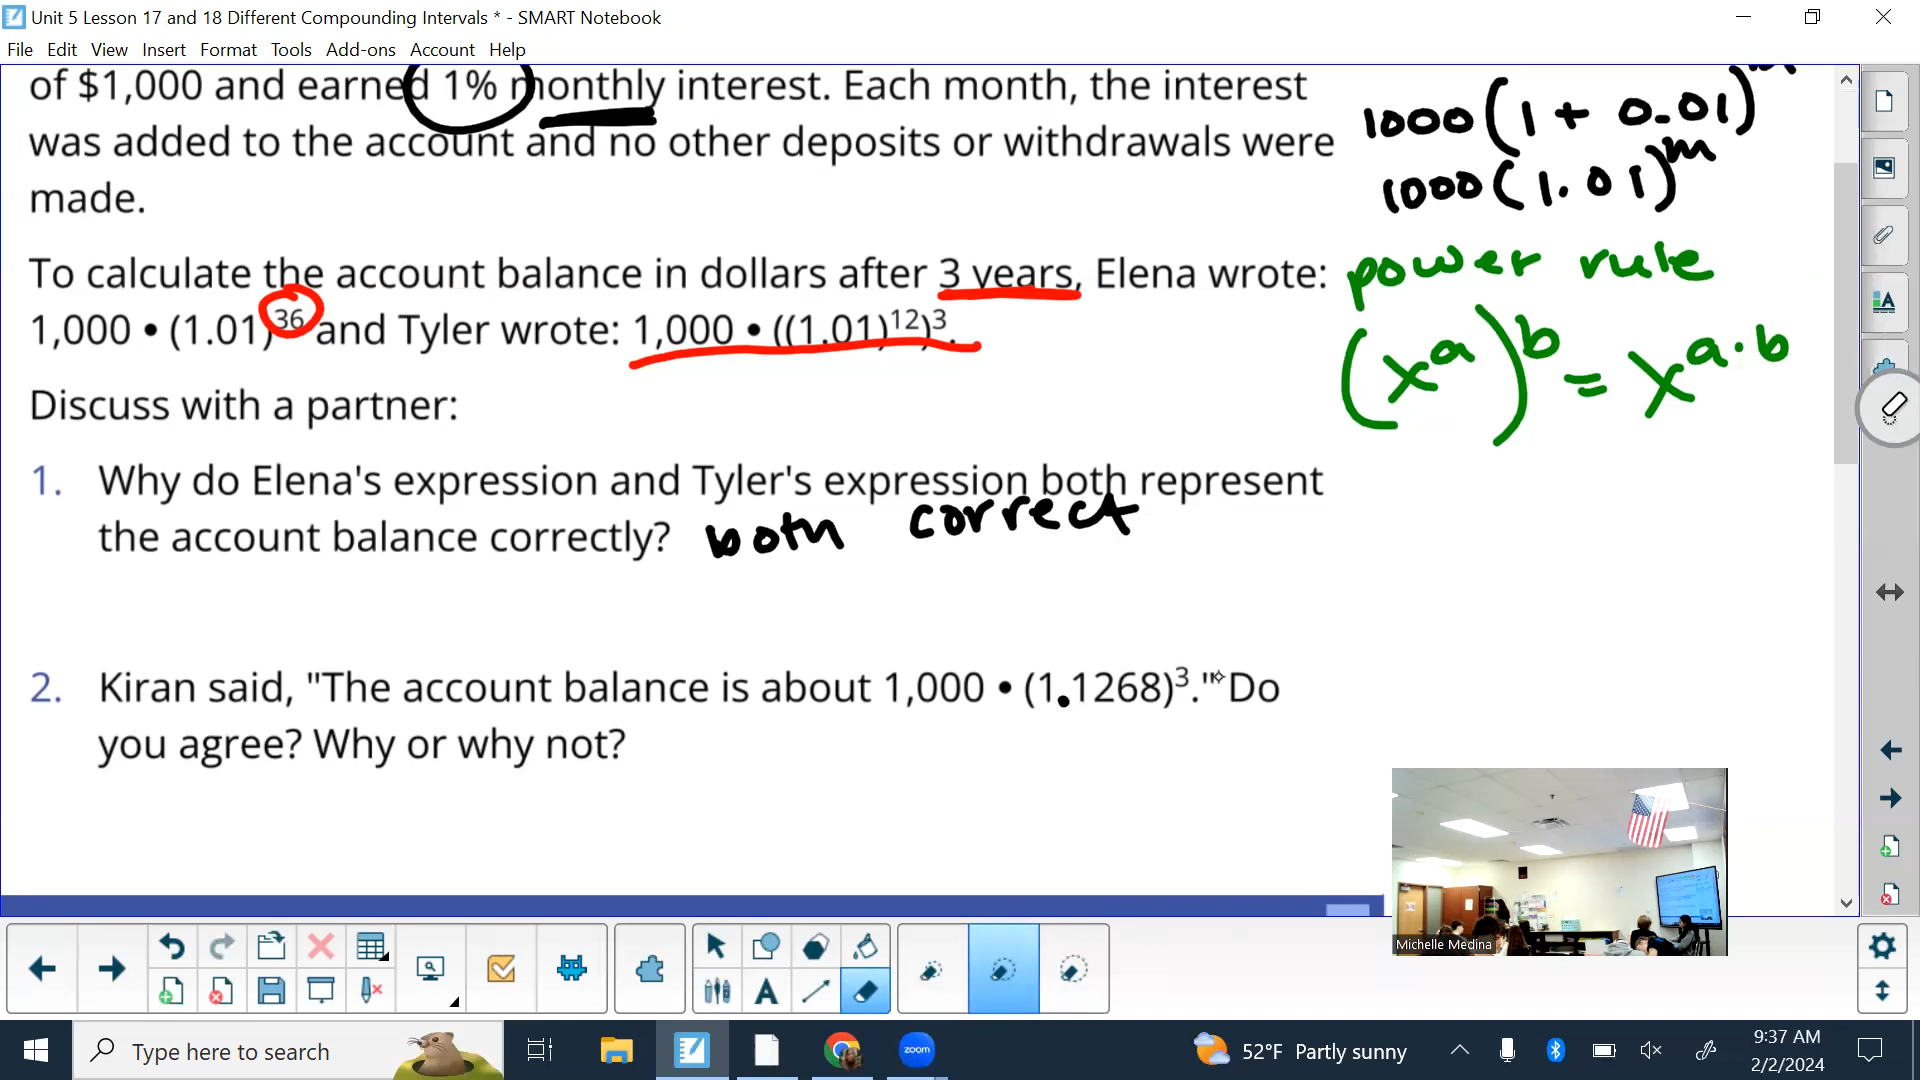 Unit 5 Lesson 17 and 18 Different Compounding Intervals * - SMART Notebook
File Edit View Insert Format Tools Add-ons Account Help
of $1,000 and earned 1% monthly interest. Each month, the interest
was added to the account and no other deposits or withdrawals were
made.
To calculate the account balance in dollars after 3 years, Elena wrote:
1,000 • (1.01)³⁶ and Tyler wrote: 1,000 • ((1.01)¹²)³.
Discuss with a partner:
1. Why do Elena's expression and Tyler's expression both represent
the account balance correctly? both correct
2. Kiran said, "The account balance is about 1,000 • (1.1268)³." Do
you agree? Why or why not?
1000(1 + 0.01)^m
1000(1.01)^m
power rule
(x^a)^b = x^a·b
Michelle Medina
Type here to search
zoom
52°F Partly sunny
9:37 AM
2/2/2024